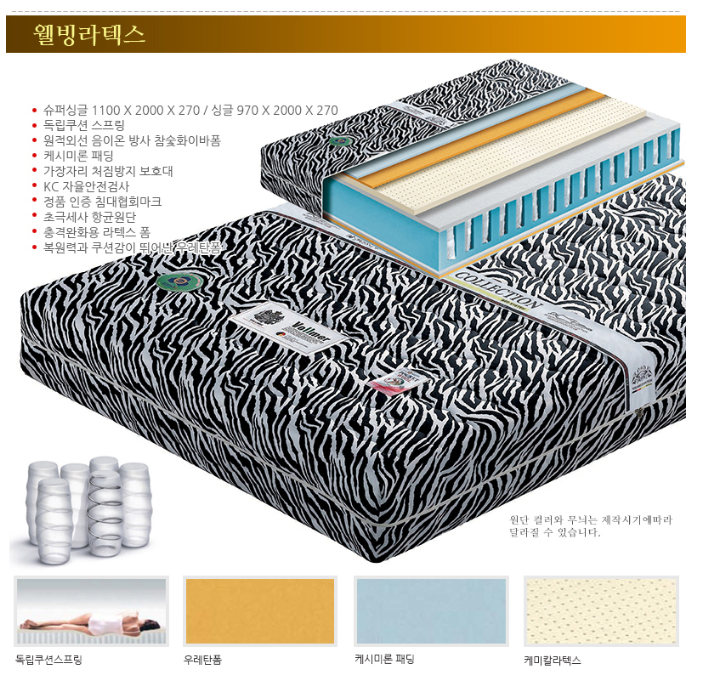 웰빙라텍스
슈퍼싱글 1100 X 2000 X 270 / 싱글 970 X 2000 X 270
독립쿠션 스프링
원적외선 음이온 방사 참숯화이바폼
케시미론 패딩
가장자리 처짐방지 보호대
KC 자율안전검사
정품 인증 침대협회마크
초극세사 항균원단
충격완화용 라텍스 폼
복원력과 쿠션감이 뛰어난 우레탄폼
COLLECTION
원단 컬러와 무늬는 제작시기에따라
달라질 수 있습니다.
독립쿠션스프링
우레탄폼
케시미론 패딩
케미칼라텍스